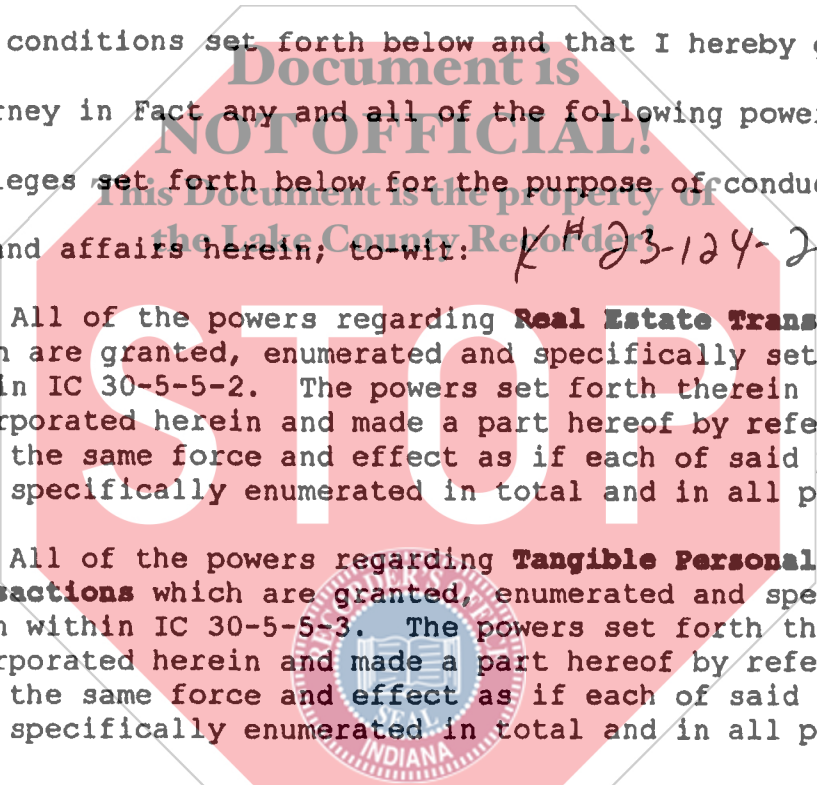 conditions set forth below and that I hereby
Document is
rney in Fact any and all of the following power
NOT OFFICIAL!
leges set forth below for the purpose of conduc
This Document is the property of
and affairs herein; to-wit: K# 23-124-2
the Lake County Recorder!
All of the powers regarding Real Estate Trans
n are granted, enumerated and specifically set
in IC 30-5-5-2. The powers set forth therein
rporated herein and made a part hereof by refe
the same force and effect as if each of said
specifically enumerated in total and in all p
STOP
All of the powers regarding Tangible Personal
sactions which are granted, enumerated and spe
n within IC 30-5-5-3. The powers set forth th
rporated herein and made a part hereof by refe
the same force and effect as if each of said
specifically enumerated in total and in all p
SEAL
INDIANA